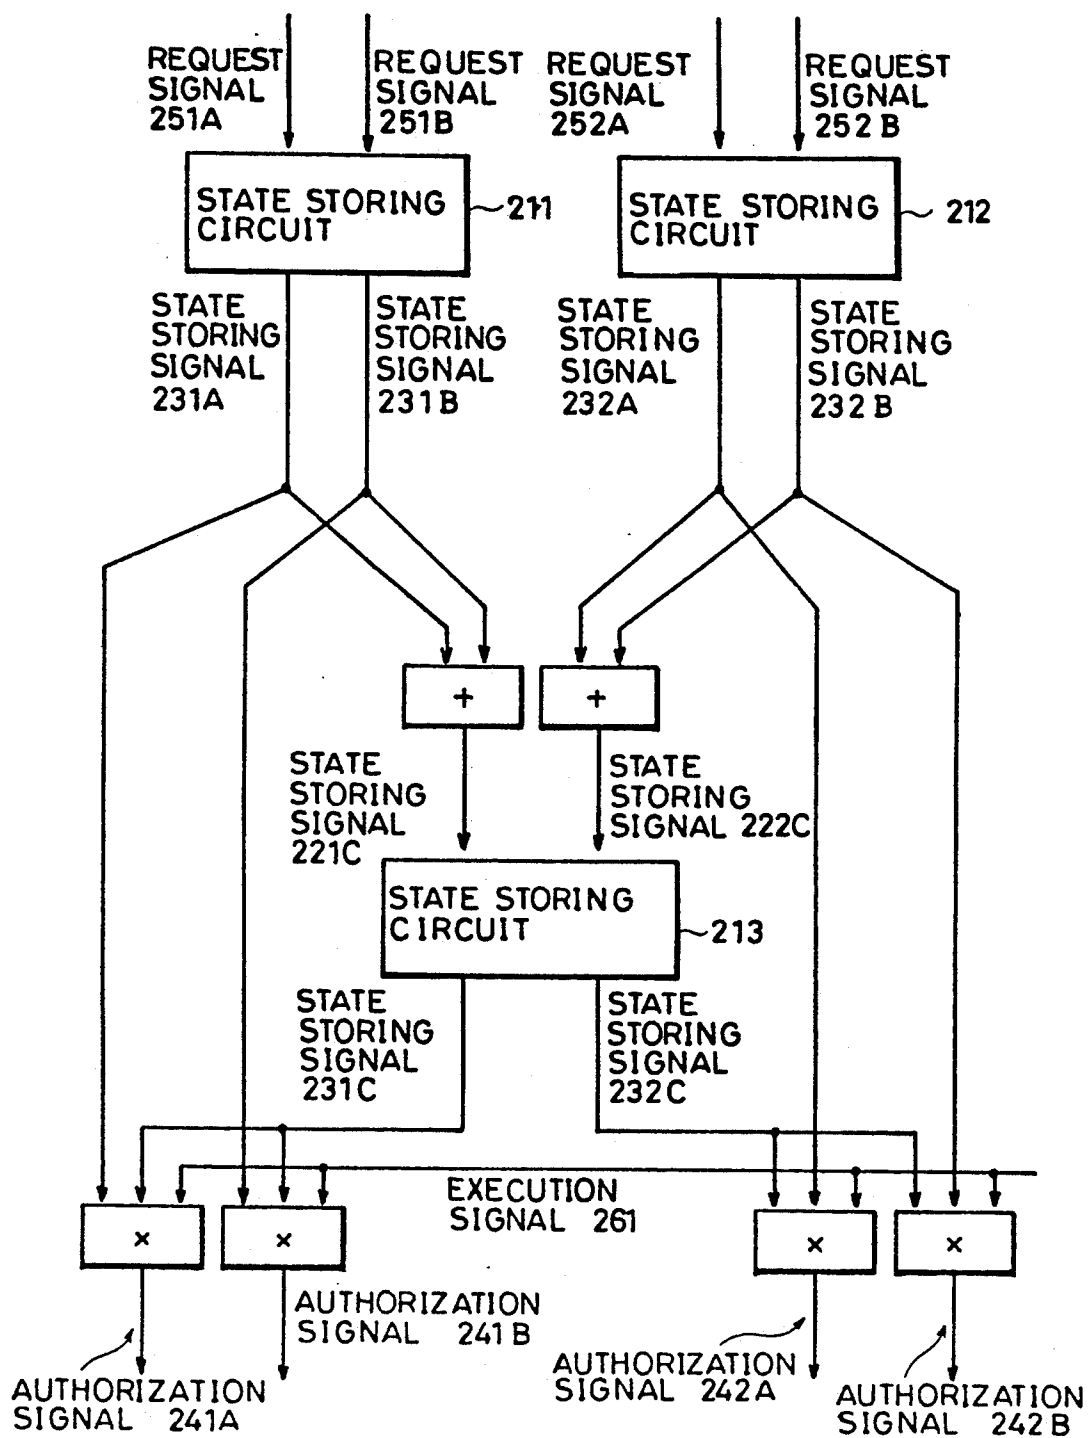 REQUEST
SIGNAL
251A
REQUEST
SIGNAL
251B
REQUEST
SIGNAL
252A
REQUEST
SIGNAL
252B
STATE STORING
CIRCUIT
211
STATE STORING
CIRCUIT
212
STATE
STORING
SIGNAL
231A
STATE
STORING
SIGNAL
231B
STATE
STORING
SIGNAL
232A
STATE
STORING
SIGNAL
232B
+
+
STATE
STORING
SIGNAL
221C
STATE
STORING
SIGNAL 222C
STATE STORING
CIRCUIT
213
STATE
STORING
SIGNAL
231C
STATE
STORING
SIGNAL
232C
EXECUTION
SIGNAL 261
×
×
×
×
AUTHORIZATION
SIGNAL 241B
AUTHORIZATION
SIGNAL 241A
AUTHORIZATION
SIGNAL 242A
AUTHORIZATION
SIGNAL 242B